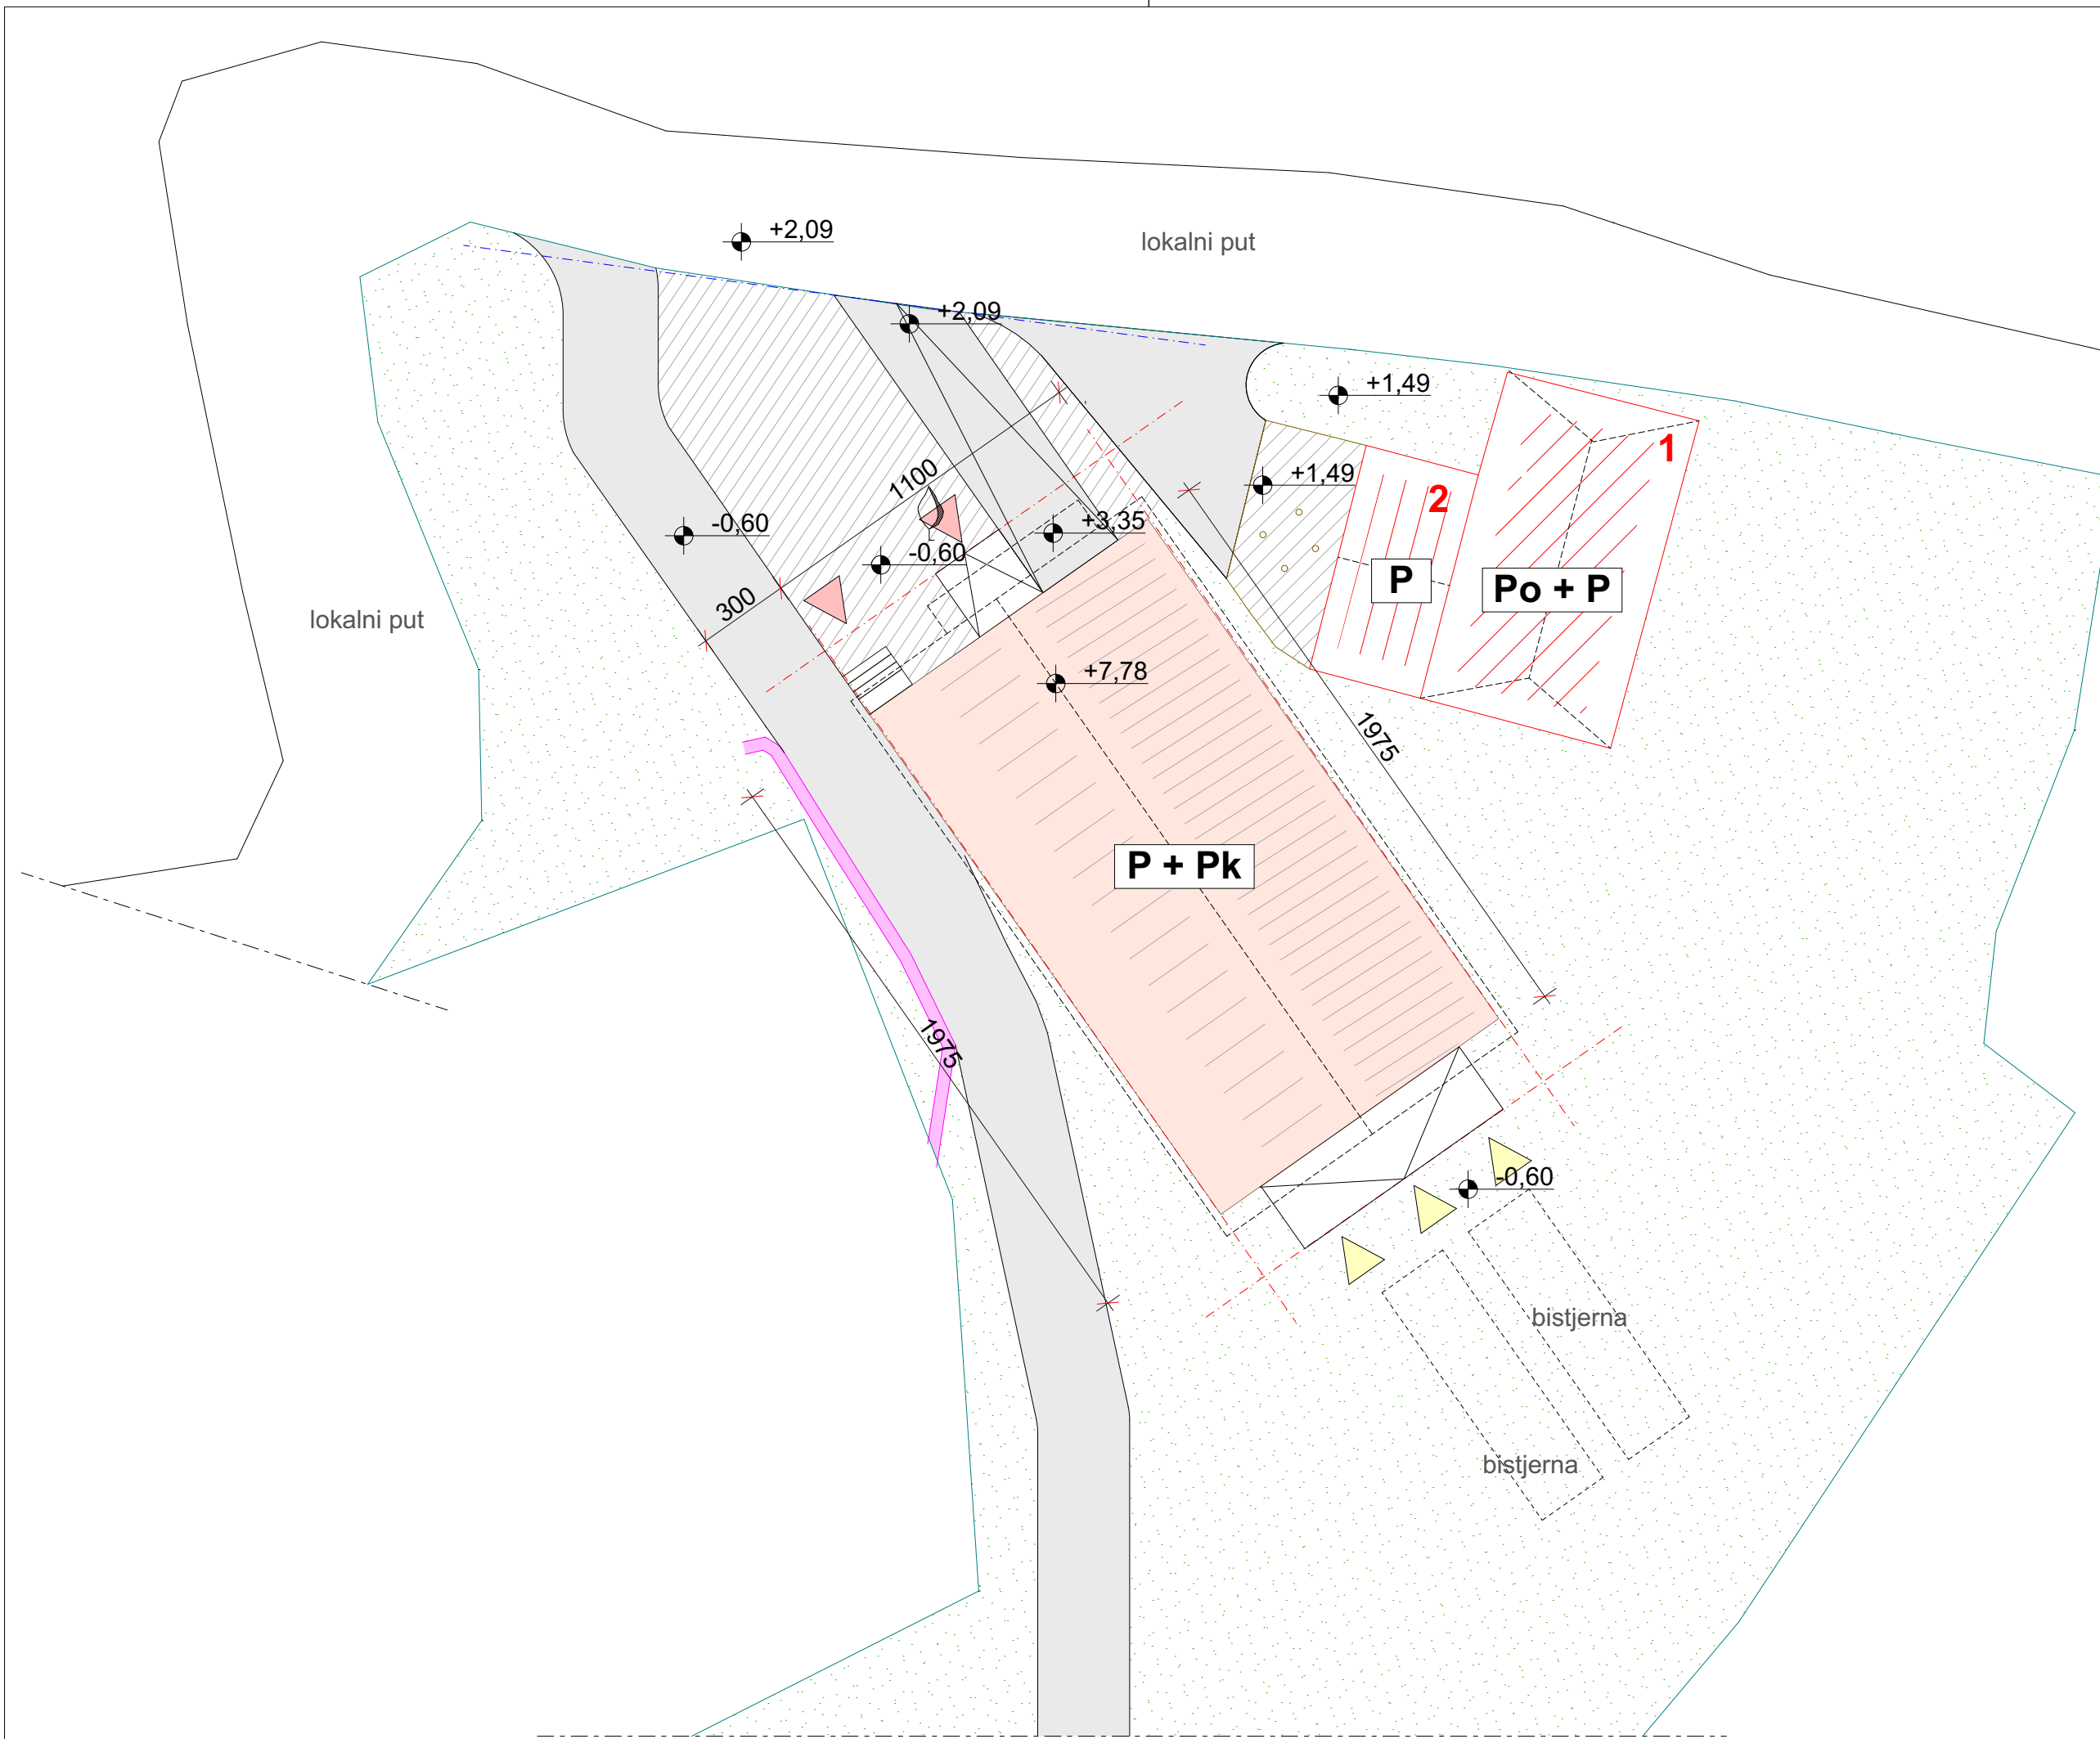 +2,09
lokalni put
+2,09
+1,49
1
1100
+1,49
2
-0,60
+3,35
-0,60
P
Po + P
300
lokalni put
+7,78
1975
P + Pk
1975
-0,60
bistjerna
bistjerna